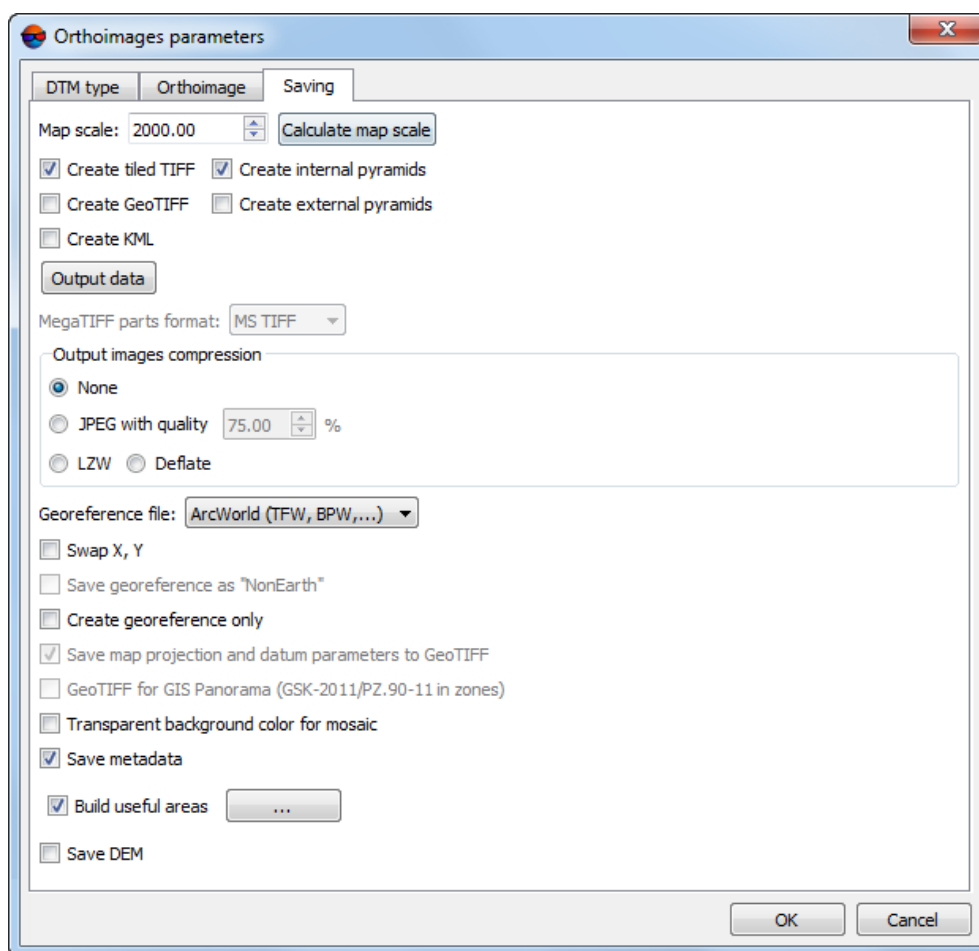 Orthoimages parameters
DTM type Orthoimage Saving
Map scale: 2000.00 Calculate map scale
Create tiled TIFF Create internal pyramids
Create GeoTIFF Create external pyramids
Create KML
Output data
MegaTIFF parts format: MS TIFF
Output images compression
None
JPEG with quality 75.00 %
LZW Deflate
Georeference file: ArcWorld (TFW, BPW,...)
Swap X, Y
Save georeference as "NonEarth"
Create georeference only
Save map projection and datum parameters to GeoTIFF
GeoTIFF for GIS Panorama (GSK-2011/PZ.90-11 in zones)
Transparent background color for mosaic
Save metadata
Build useful areas ...
Save DEM
OK Cancel